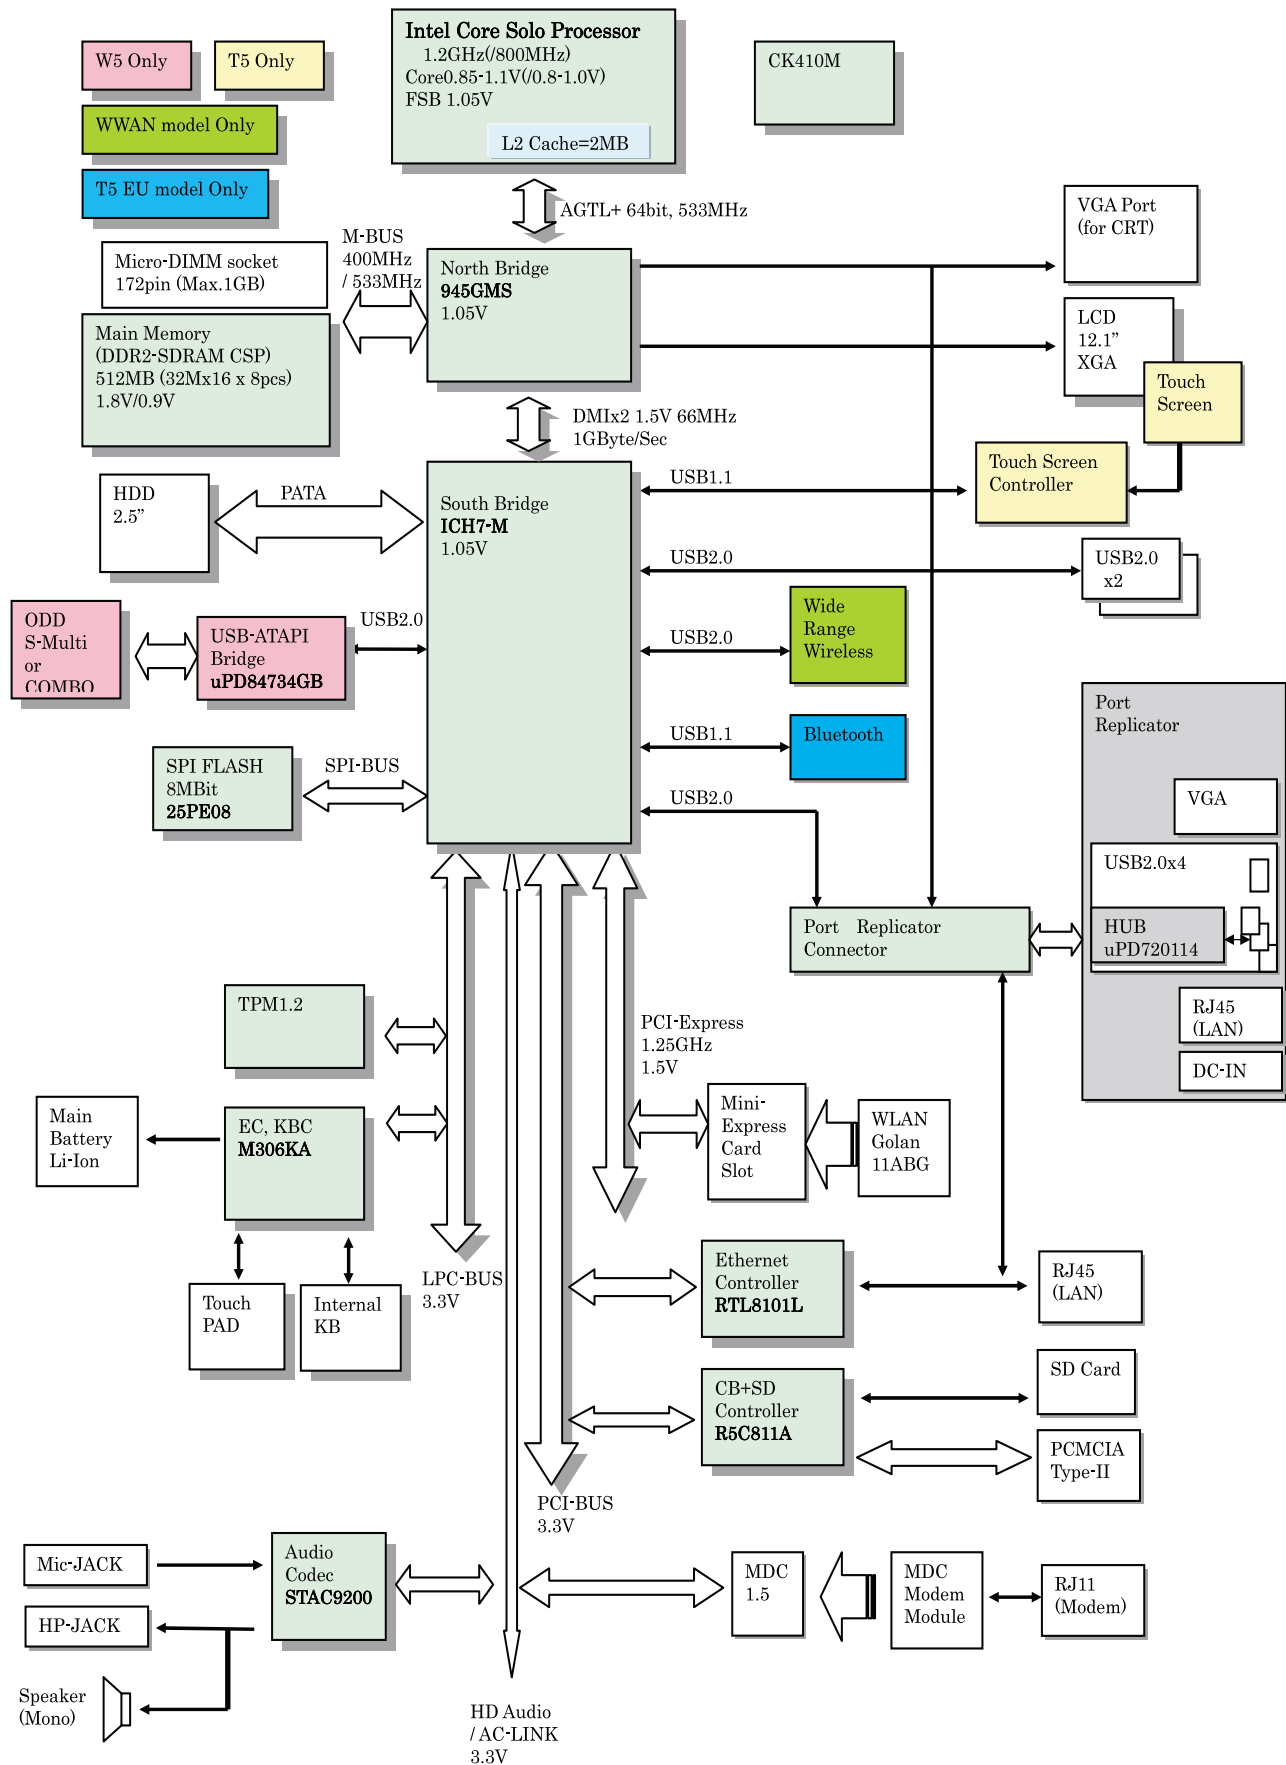 Intel Core Solo Processor
1.2GHz(/800MHz)
Core0.85-1.1V(/0.8-1.0V)
FSB 1.05V
L2 Cache=2MB
W5 Only
T5 Only
CK410M
WWAN model Only
T5 EU model Only
AGTL+ 64bit, 533MHz
M-BUS
400MHz
/ 533MHz
Micro-DIMM socket
172pin (Max.1GB)
North Bridge
945GMS
1.05V
VGA Port
(for CRT)
Main Memory
(DDR2-SDRAM CSP)
512MB (32Mx16 x 8pcs)
1.8V/0.9V
LCD
12.1”
XGA
Touch
Screen
DMIx2 1.5V 66MHz
1GByte/Sec
HDD
2.5”
PATA
South Bridge
ICH7-M
1.05V
USB1.1
Touch Screen
Controller
USB2.0
USB2.0
x2
ODD
S-Multi
or
COMBO
USB-ATAPI
Bridge
uPD84734GB
USB2.0
USB2.0
Wide
Range
Wireless
USB1.1
Bluetooth
Port
Replicator
SPI FLASH
8MBit
25PE08
SPI-BUS
USB2.0
VGA
USB2.0x4
HUB
uPD720114
RJ45
(LAN)
DC-IN
Port Replicator
Connector
TPM1.2
PCI-Express
1.25GHz
1.5V
Main
Battery
Li-Ion
EC, KBC
M306KA
Mini-
Express
Card
Slot
WLAN
Golan
11ABG
Touch
PAD
Internal
KB
LPC-BUS
3.3V
Ethernet
Controller
RTL8101L
RJ45
(LAN)
CB+SD
Controller
R5C811A
SD Card
PCMCIA
Type-II
PCI-BUS
3.3V
Mic-JACK
HP-JACK
Speaker
(Mono)
Audio
Codec
STAC9200
MDC
1.5
MDC
Modem
Module
RJ11
(Modem)
HD Audio
/ AC-LINK
3.3V